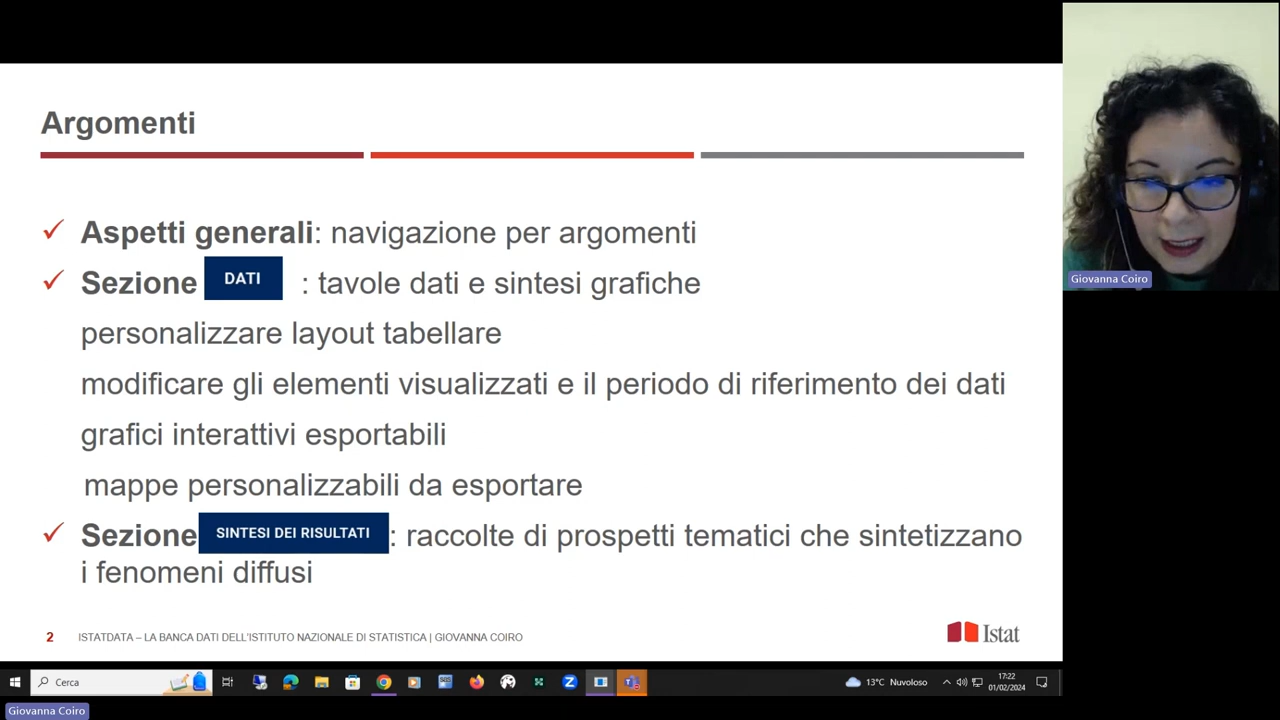 Argomenti
Aspetti generali: navigazione per argomenti
Sezione DATI : tavole dati e sintesi grafiche
personalizzare layout tabellare
modificare gli elementi visualizzati e il periodo di riferimento dei dati
grafici interattivi esportabili
mappe personalizzabili da esportare
Sezione SINTESI DEI RISULTATI : raccolte di prospetti tematici che sintetizzano
i fenomeni diffusi
2 ISTATDATA – LA BANCA DATI DELL'ISTITUTO NAZIONALE DI STATISTICA | GIOVANNA COIRO
Istat
Giovanna Coiro
Cerca
13°C Nuvoloso
17:22
01/02/2024
Giovanna Coiro